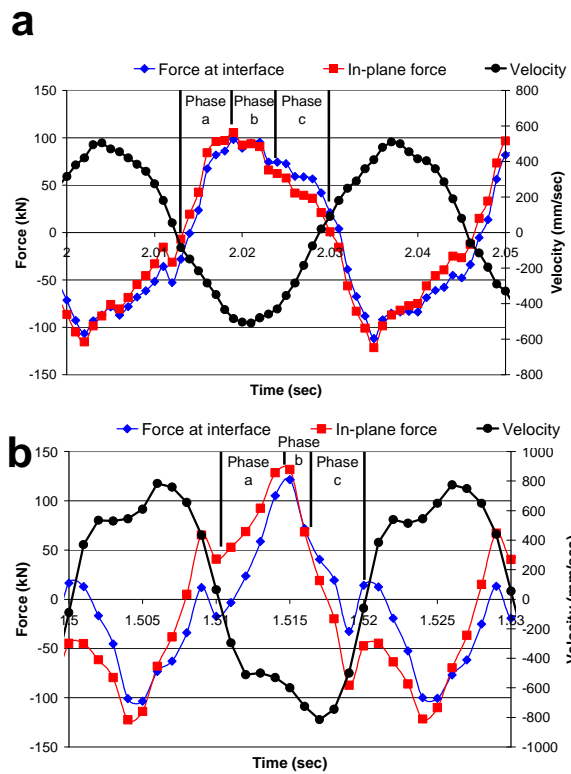 a
Force at interface In-plane force Velocity
150 800
Phase Phase Phase
a b c
100 600
400
50 200
0 0
2 2.01 2.02 2.03 2.04 2.05
-50 -200
-400
-100 -600
-150 -800
Force (kN)
Velocity (mm/sec)
Time (sec)
b
Force at interface In-plane force Velocity
Phase
b
150 1000
Phase Phase
a c
100 800
600
50 400
200
0 0
1.5 1.505 1.51 1.515 1.52 1.525 1.53
-50 -200
-400
-100 -600
-800
-150 -1000
Force (kN)
Velocity(mm/sec)
Time (sec)